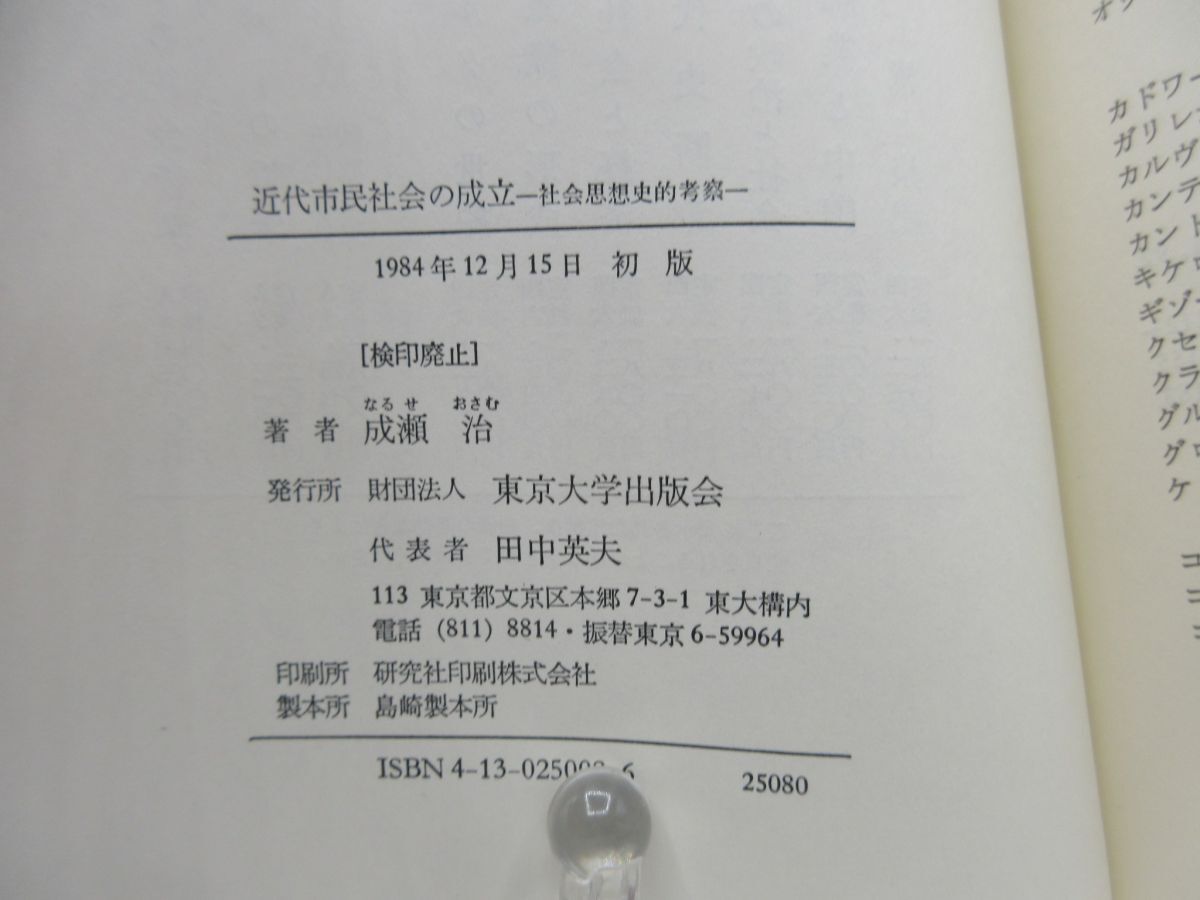 近代市民社会の成立―社会思想史的考察―
1984年12月15日 初 版
[検印廃止]
なるせ おさむ
著 者 成瀬 治
発行所 財団法人 東京大学出版会
代表者 田中英夫
113 東京都文京区本郷7-3-1 東大構内
電話 (811) 8814・振替東京6-59964
印刷所 研究社印刷株式会社
製本所 島崎製本所
ISBN 4-13-02500
25080
カドワー
ガリレ
カルヴ
カンテ
カント
キケロ
ギゾー
クセ
クラ
グル
グロ
ケ